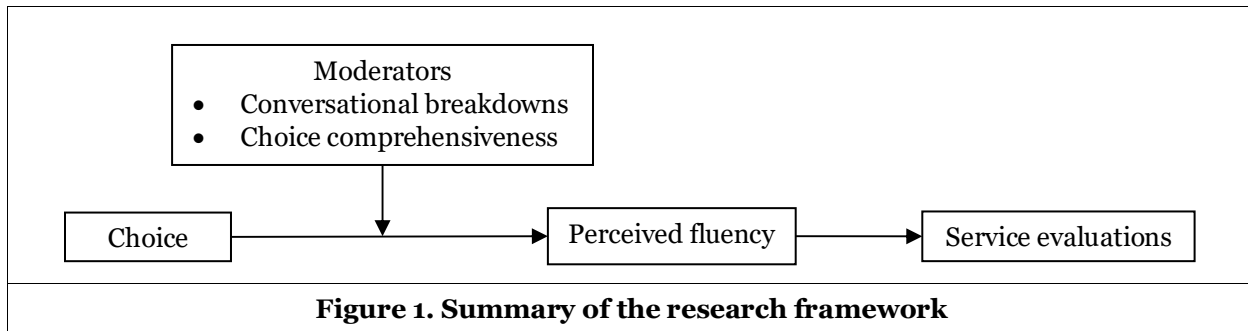 Moderators
• Conversational breakdowns
• Choice comprehensiveness
Choice
Perceived fluency
Service evaluations
Figure 1. Summary of the research framework